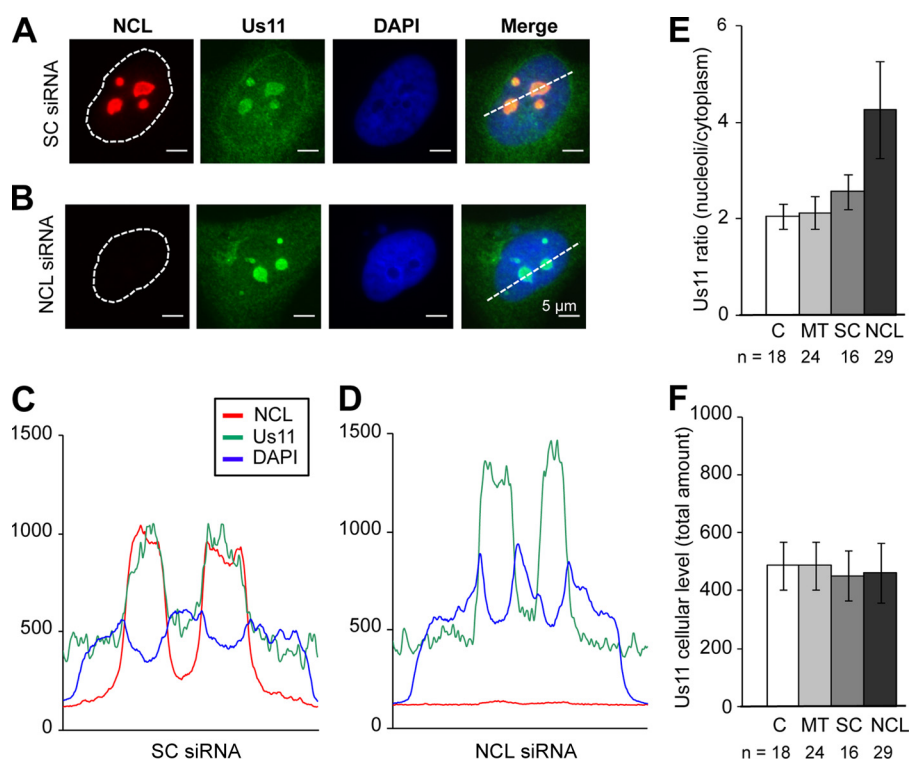 A
NCL
Us11
DAPI
Merge
SC siRNA
B
NCL siRNA
5 µm
C
1500
1000
500
0
NCL
Us11
DAPI
SC siRNA
D
1500
1000
500
0
NCL siRNA
E
Us11 ratio (nucleoli/cytoplasm)
6
4
2
0
C MT SC NCL
n = 18 24 16 29
F
Us11 cellular level (total amount)
1000
800
600
400
200
0
C MT SC NCL
n = 18 24 16 29